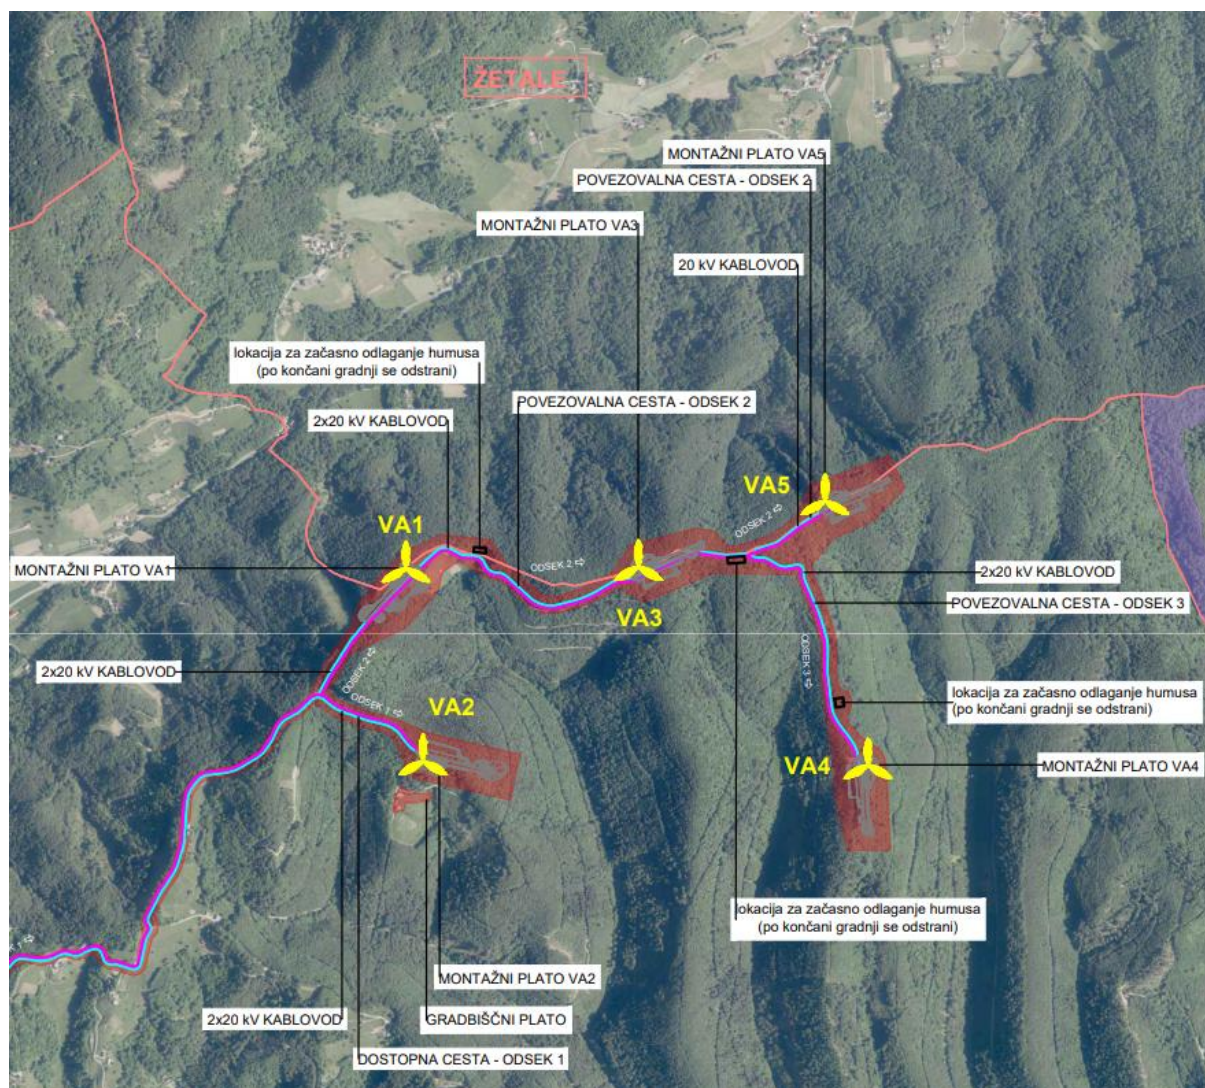 ŽETALE
MONTAŽNI PLATO VA5
POVEZOVALNA CESTA - ODSEK 2
MONTAŽNI PLATO VA3
20 kV KABLOVOD
lokacija za začasno odlaganje humusa
(po končani gradnji se odstrani)
POVEZOVALNA CESTA - ODSEK 2
2x20 kV KABLOVOD
VA5
VA1
ODSEK 2
ODSEK 2
MONTAŽNI PLATO VA1
2x20 kV KABLOVOD
VA3
POVEZOVALNA CESTA - ODSEK 3
2x20 kV KABLOVOD
ODSEK 2
ODSEK 3
ODSEK 1
lokacija za začasno odlaganje humusa
(po končani gradnji se odstrani)
VA2
VA4
MONTAŽNI PLATO VA4
lokacija za začasno odlaganje humusa
(po končani gradnji se odstrani)
MONTAŽNI PLATO VA2
2x20 kV KABLOVOD
GRADBIŠČNI PLATO
DOSTOPNA CESTA - ODSEK 1